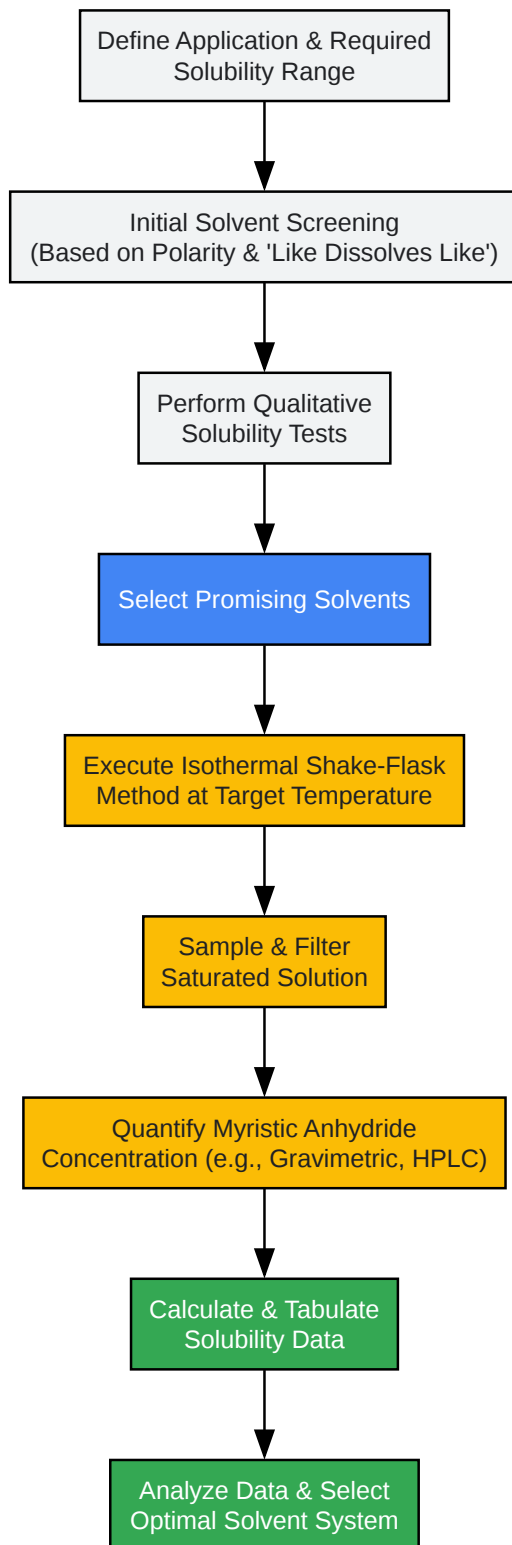 Define Application & Required
Solubility Range
Initial Solvent Screening
(Based on Polarity & 'Like Dissolves Like')
Perform Qualitative
Solubility Tests
Select Promising Solvents
Execute Isothermal Shake-Flask
Method at Target Temperature
Sample & Filter
Saturated Solution
Quantify Myristic Anhydride
Concentration (e.g., Gravimetric, HPLC)
Calculate & Tabulate
Solubility Data
Analyze Data & Select
Optimal Solvent System